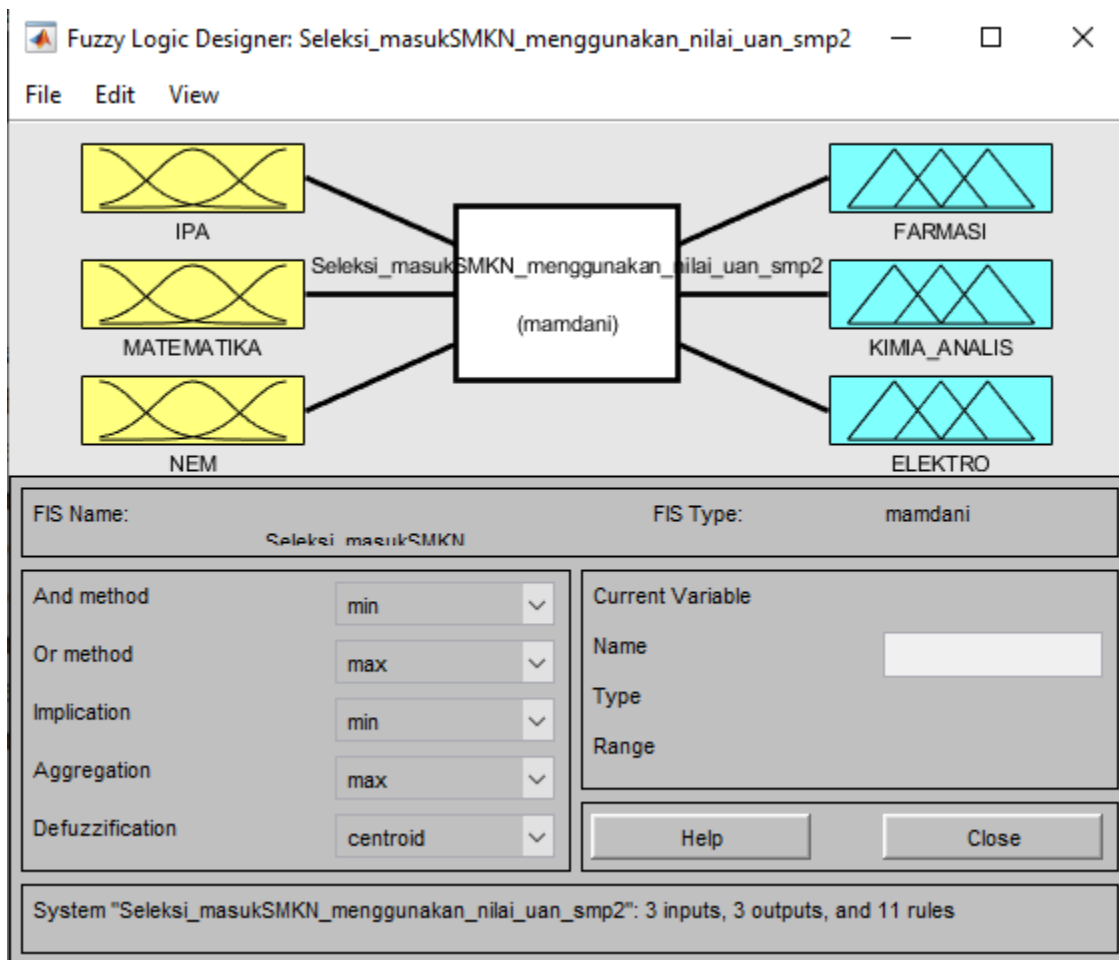 Fuzzy Logic Designer: Seleksi_masukSMKN_menggunakan_nilai_uan_smp2
File Edit View
IPA
MATEMATIKA
NEM
Seleksi_masukSMKN_menggunakan_nilai_uan_smp2
(mamdani)
FARMASI
KIMIA_ANALIS
ELEKTRO
FIS Name:
Seleksi_masukSMKN
FIS Type: mamdani
And method min
Or method max
Implication min
Aggregation max
Defuzzification centroid
Current Variable
Name
Type
Range
Help Close
System "Seleksi_masukSMKN_menggunakan_nilai_uan_smp2": 3 inputs, 3 outputs, and 11 rules